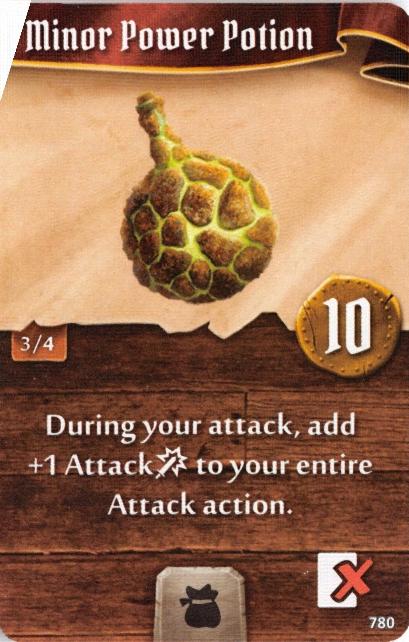 Minor Power Potion
10
3/4
During your attack, add
+1 Attack to your entire
Attack action.
780